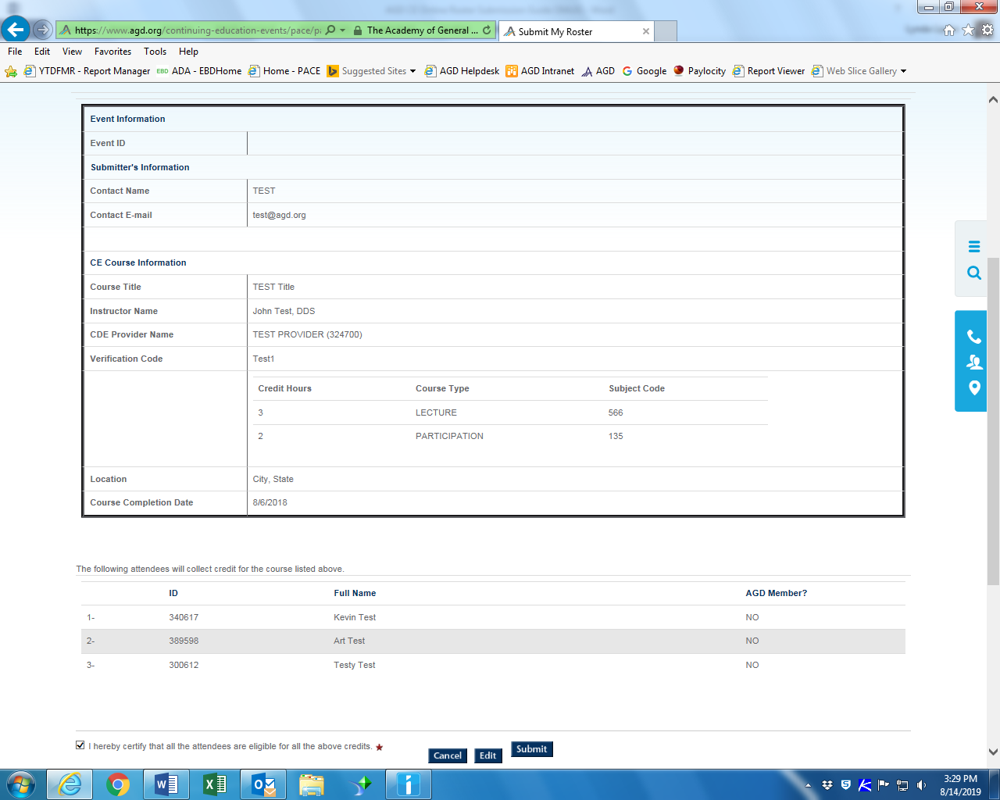 https://www.agd.org/continuing-education-events/pace/p
The Academy of General ...
Submit My Roster
File Edit View Favorites Tools Help
YTDFMR - Report Manager EBD ADA - EBDHome Home - PACE Suggested Sites AGD Helpdesk AGD Intranet AGD Google Paylocity Report Viewer Web Slice Gallery
Event Information
Event ID
Submitter's Information
Contact Name TEST
Contact E-mail test@agd.org
CE Course Information
Course Title TEST Title
Instructor Name John Test, DDS
CDE Provider Name TEST PROVIDER (324700)
Verification Code Test1
Credit Hours Course Type Subject Code
3 LECTURE 566
2 PARTICIPATION 135
Location City, State
Course Completion Date 8/6/2018
The following attendees will collect credit for the course listed above.
ID Full Name AGD Member?
1- 340617 Kevin Test NO
2- 389598 Art Test NO
3- 300612 Testy Test NO
I hereby certify that all the attendees are eligible for all the above credits.
Cancel Edit Submit
3:29 PM
8/14/2019